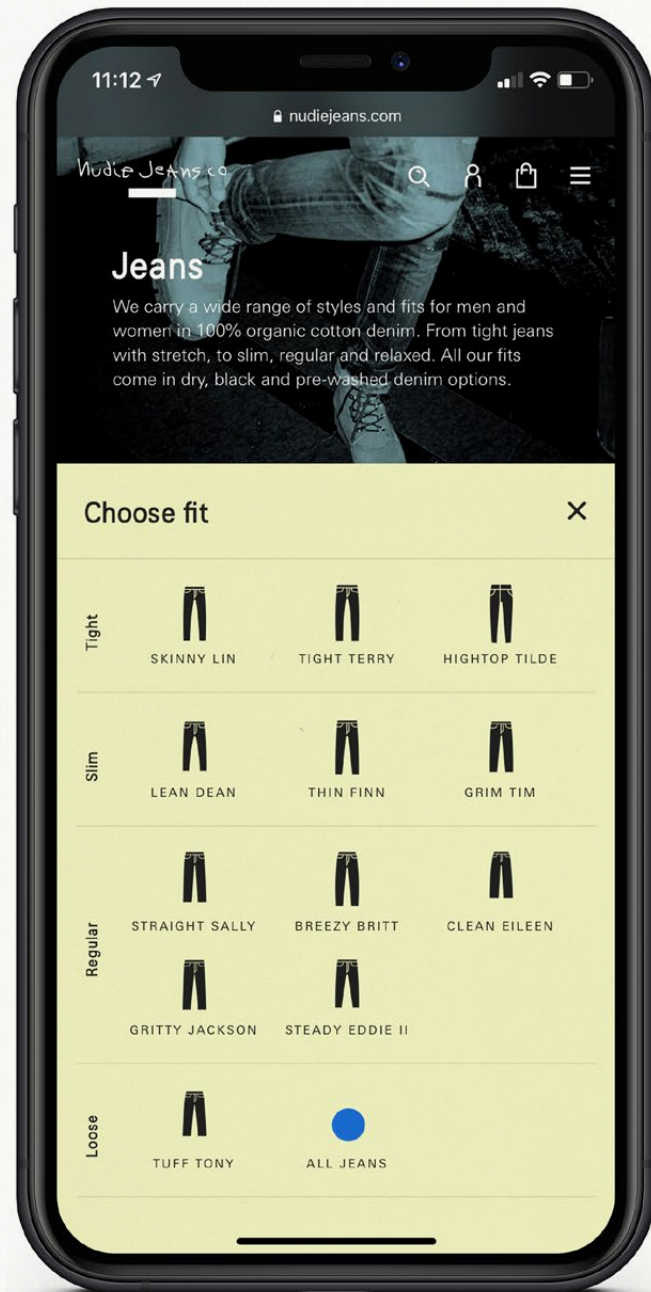 11:12
nudiejeans.com
Nudie Jeans co
Jeans
We carry a wide range of styles and fits for men and
women in 100% organic cotton denim. From tight jeans
with stretch, to slim, regular and relaxed. All our fits
come in dry, black and pre-washed denim options.
Choose fit
Tight
SKINNY LIN
TIGHT TERRY
HIGHTOP TILDE
Slim
LEAN DEAN
THIN FINN
GRIM TIM
Regular
STRAIGHT SALLY
BREEZY BRITT
CLEAN EILEEN
GRITTY JACKSON
STEADY EDDIE II
Loose
TUFF TONY
ALL JEANS